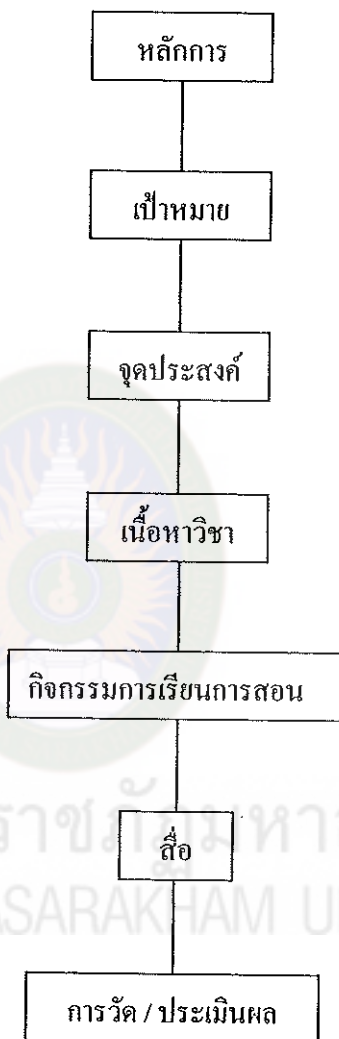 หลักการ
เป้าหมาย
จุดประสงค์
เนื้อหาวิชา
กิจกรรมการเรียนการสอน
สื่อ
การวัด / ประเมินผล